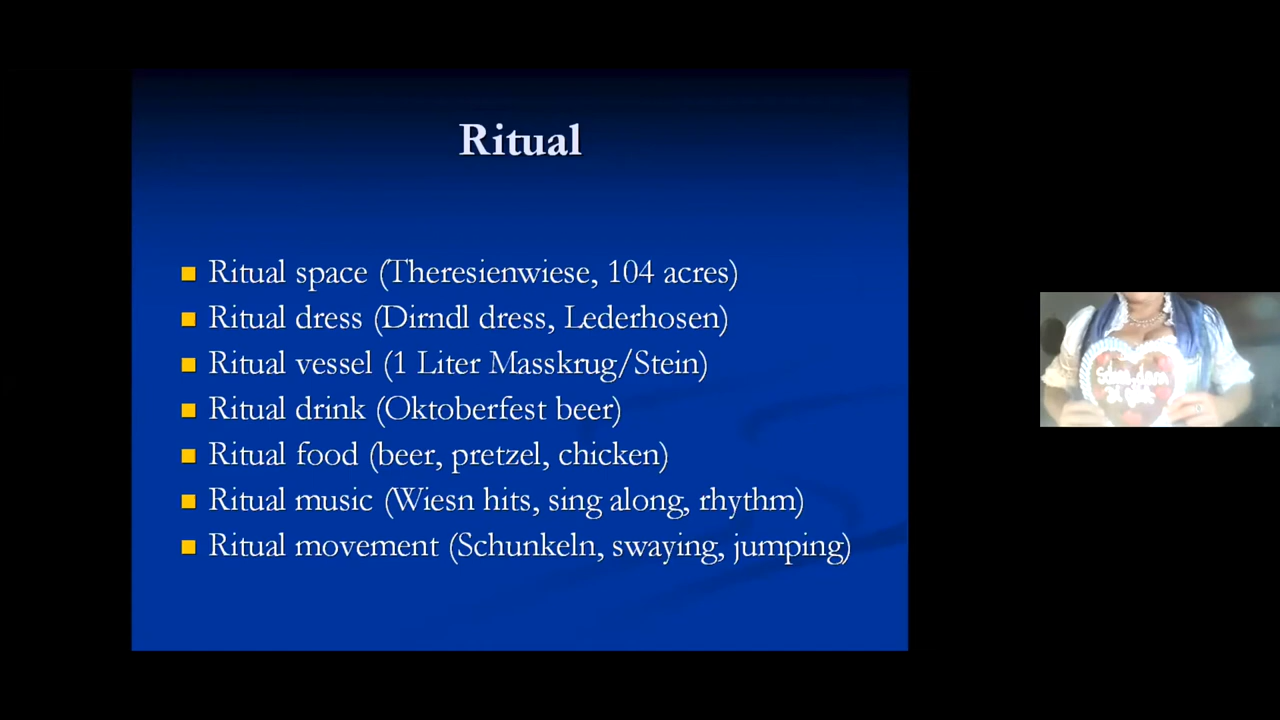 Ritual
Ritual space (Theresienwiese, 104 acres)
Ritual dress (Dirndl dress, Lederhosen)
Ritual vessel (1 Liter Masskrug/Stein)
Ritual drink (Oktoberfest beer)
Ritual food (beer, pretzel, chicken)
Ritual music (Wiesn hits, sing along, rhythm)
Ritual movement (Schunkeln, swaying, jumping)